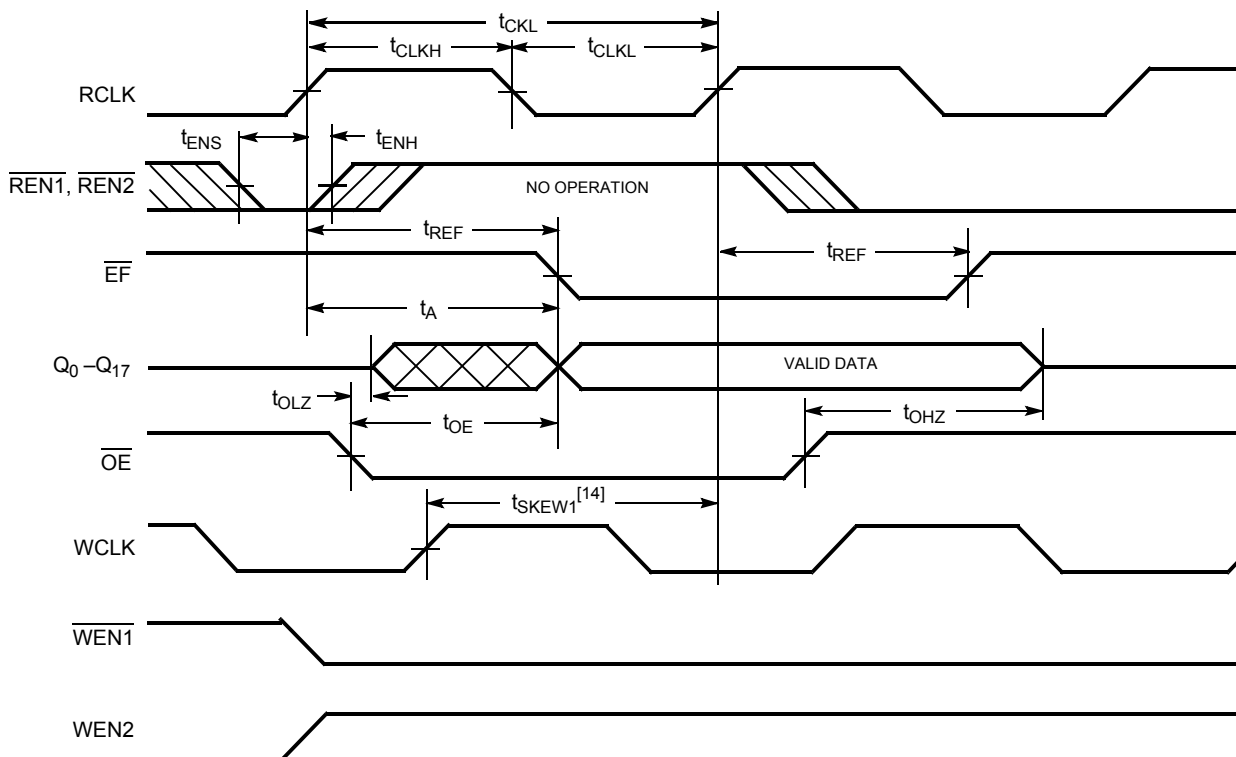 tCKL
tCLKH
tCLKL
RCLK
tENS
tENH
REN1, REN2
NO OPERATION
tREF
tREF
EF
tA
Q0 –Q17
VALID DATA
tOLZ
tOE
tOHZ
OE
tSKEW1[14]
WCLK
WEN1
WEN2